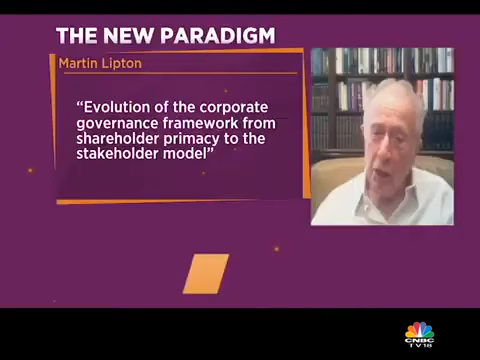 THE NEW PARADIGM
Martin Lipton
“Evolution of the corporate
governance framework from
shareholder primacy to the
stakeholder model”
CNBC
TV18